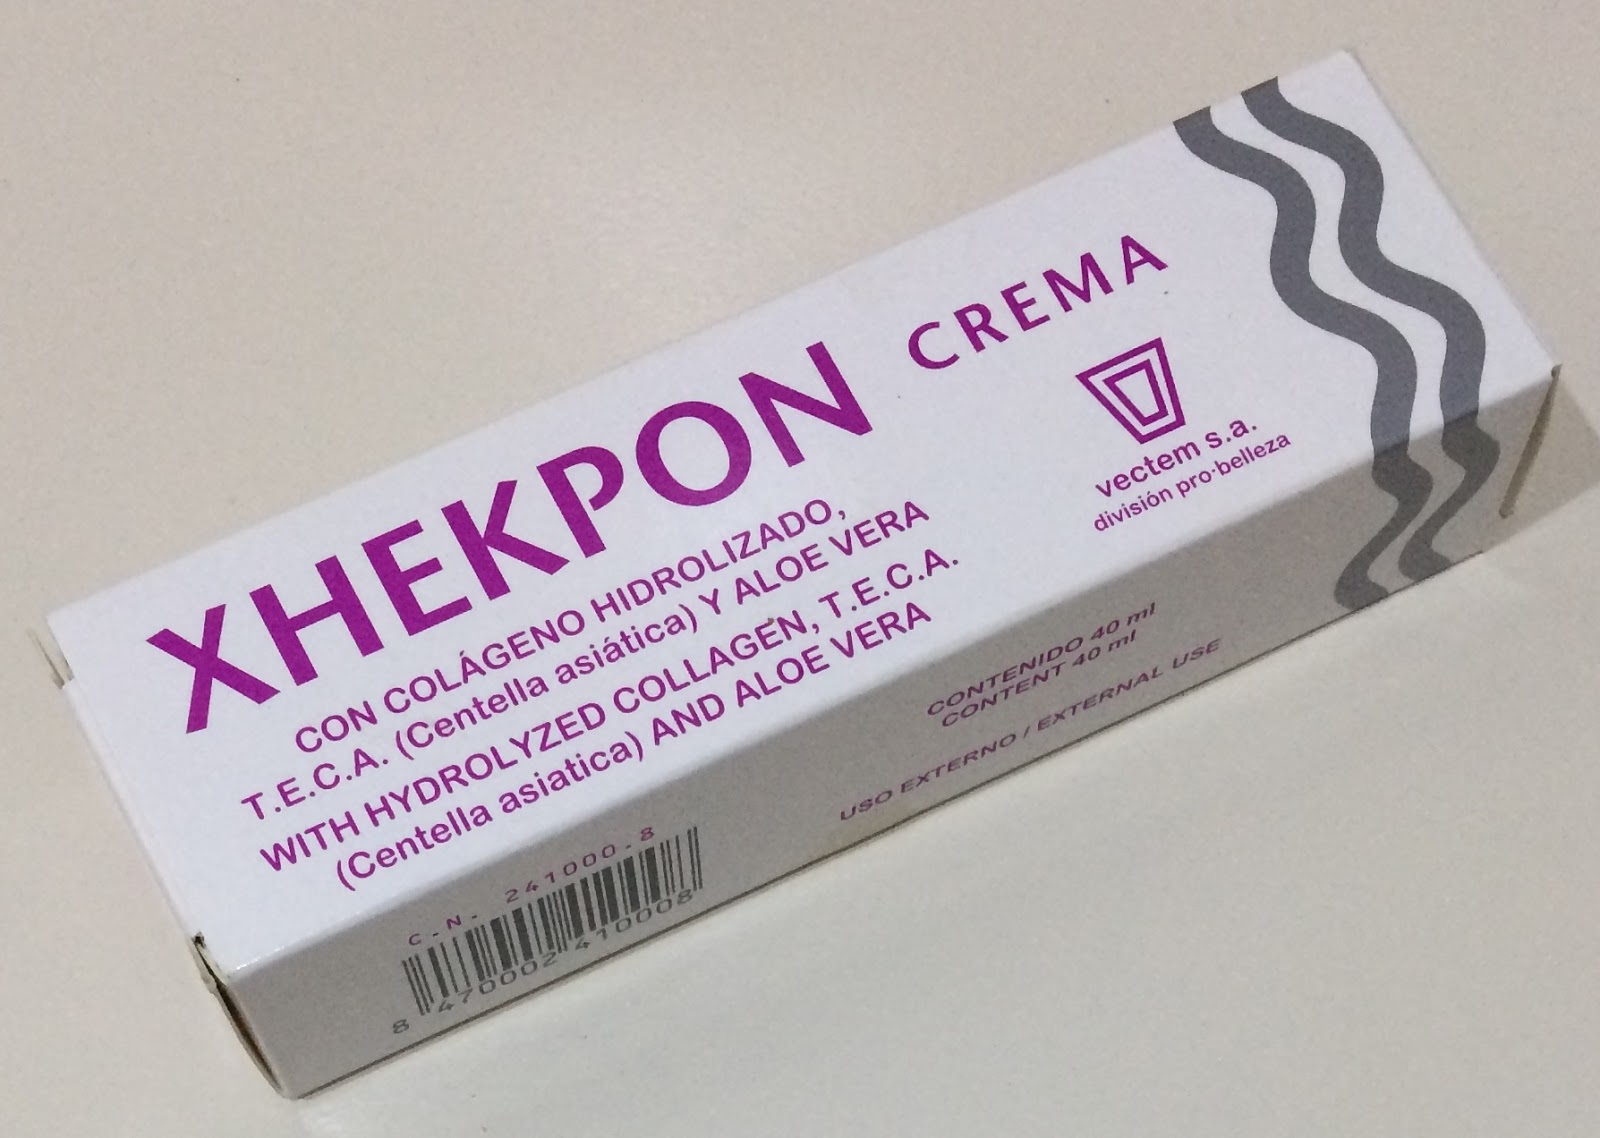 XHEKPON CREMA
CON COLÁGENO HIDROLIZADO,
T.E.C.A. (Centella asiática) Y ALOE VERA
WITH HYDROLYZED COLLAGEN, T.E.C.A.
(Centella asiatica) AND ALOE VERA
vectem s.a.
división pro·belleza
C.N. 241000.8
8 470002 410008
CONTENIDO 40 ml
CONTENT 40 ml
USO EXTERNO / EXTERNAL USE